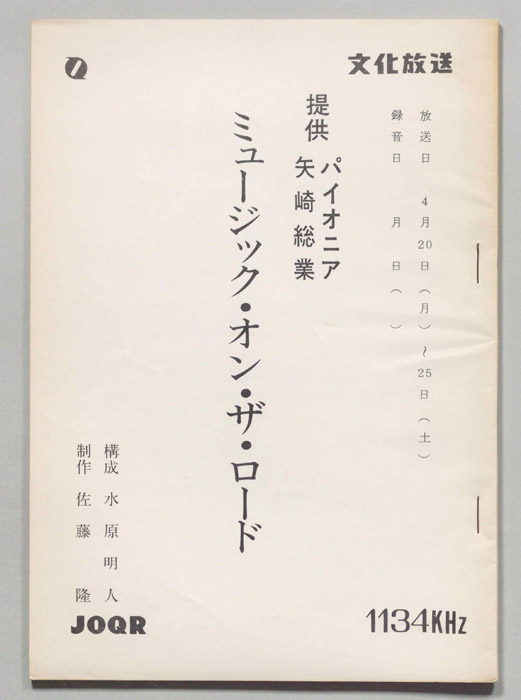 文化放送
放送日 4月20日(月)~25日(土)
録音日 月 日( )
提供 パイオニア
矢崎総業
ミュージック・オン・ザ・ロード
構成 水原明人
制作 佐藤 隆
JOQR
1134KHz